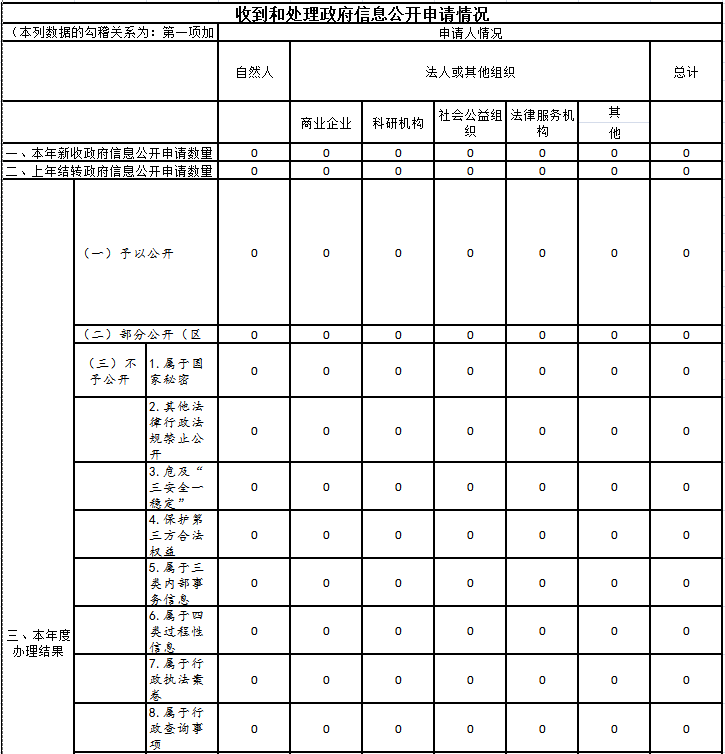 收到和处理政府信息公开申请情况
（本列数据的勾稽关系为：第一项加
申请人情况
自然人
法人或其他组织
总计
商业企业
科研机构
社会公益组
织
法律服务机
构
其
他
一、本年新收政府信息公开申请数量
0 0 0 0 0 0 0
二、上年结转政府信息公开申请数量
0 0 0 0 0 0 0
三、本年度
办理结果
（一）予以公开
0 0 0 0 0 0 0
（二）部分公开（区
0 0 0 0 0 0 0
（三）不
予公开
1.属于国
家秘密
0 0 0 0 0 0 0
2.其他法
律行政法
规禁止公
开
0 0 0 0 0 0 0
3.危及“
三安全一
稳定”
0 0 0 0 0 0 0
4.保护第
三方合法
权益
0 0 0 0 0 0 0
5.属于三
类内部事
务信息
0 0 0 0 0 0 0
6.属于四
类过程性
信息
0 0 0 0 0 0 0
7.属于行
政执法案
卷
0 0 0 0 0 0 0
8.属于行
政查询事
项
0 0 0 0 0 0 0